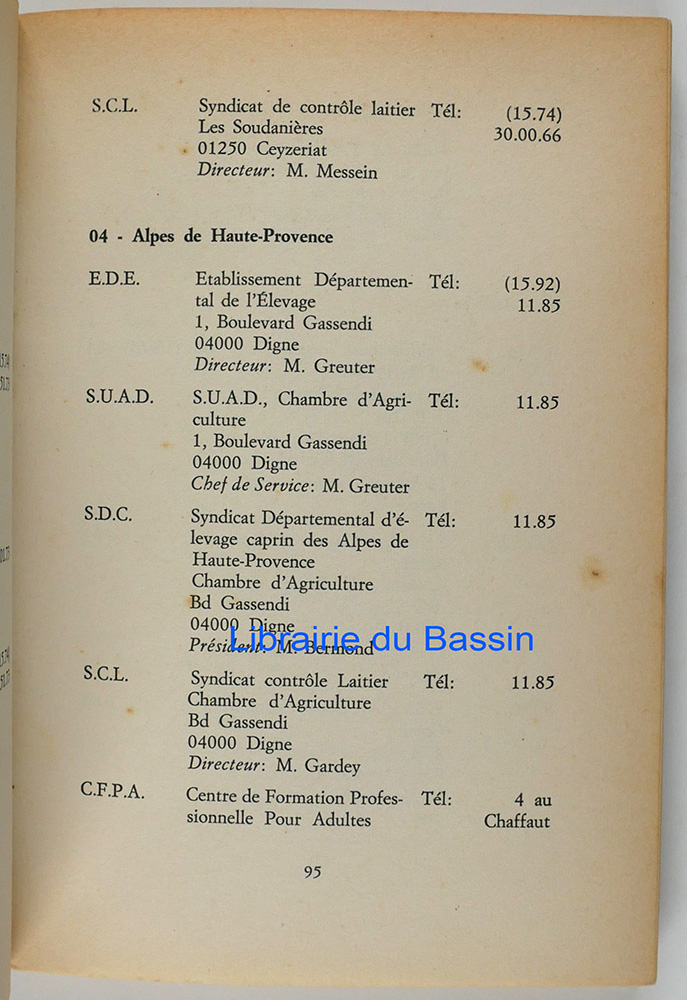 S.C.L. Syndicat de contrôle laitier Tél: (15.74)
Les Soudanières 30.00.66
01250 Ceyzeriat
Directeur: M. Messein
04 - Alpes de Haute-Provence
E.D.E. Etablissement Départemen- Tél: (15.92)
tal de l'Élevage 11.85
1, Boulevard Gassendi
04000 Digne
Directeur: M. Greuter
S.U.A.D. S.U.A.D., Chambre d'Agri- Tél: 11.85
culture
1, Boulevard Gassendi
04000 Digne
Chef de Service: M. Greuter
S.D.C. Syndicat Départemental d'é- Tél: 11.85
levage caprin des Alpes de
Haute-Provence
Chambre d'Agriculture
Bd Gassendi
04000 Digne
Librairie du Bassin
Président: M. Bermond
S.C.L. Syndicat contrôle Laitier Tél: 11.85
Chambre d'Agriculture
Bd Gassendi
04000 Digne
Directeur: M. Gardey
C.F.P.A. Centre de Formation Profes- Tél: 4 au
sionnelle Pour Adultes Chaffaut
95